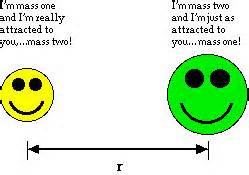 I'm mass one
and I'm really
attracted to
you,...mass two!
I'm mass two
and I'm just as
attracted to
you...mass one!
r